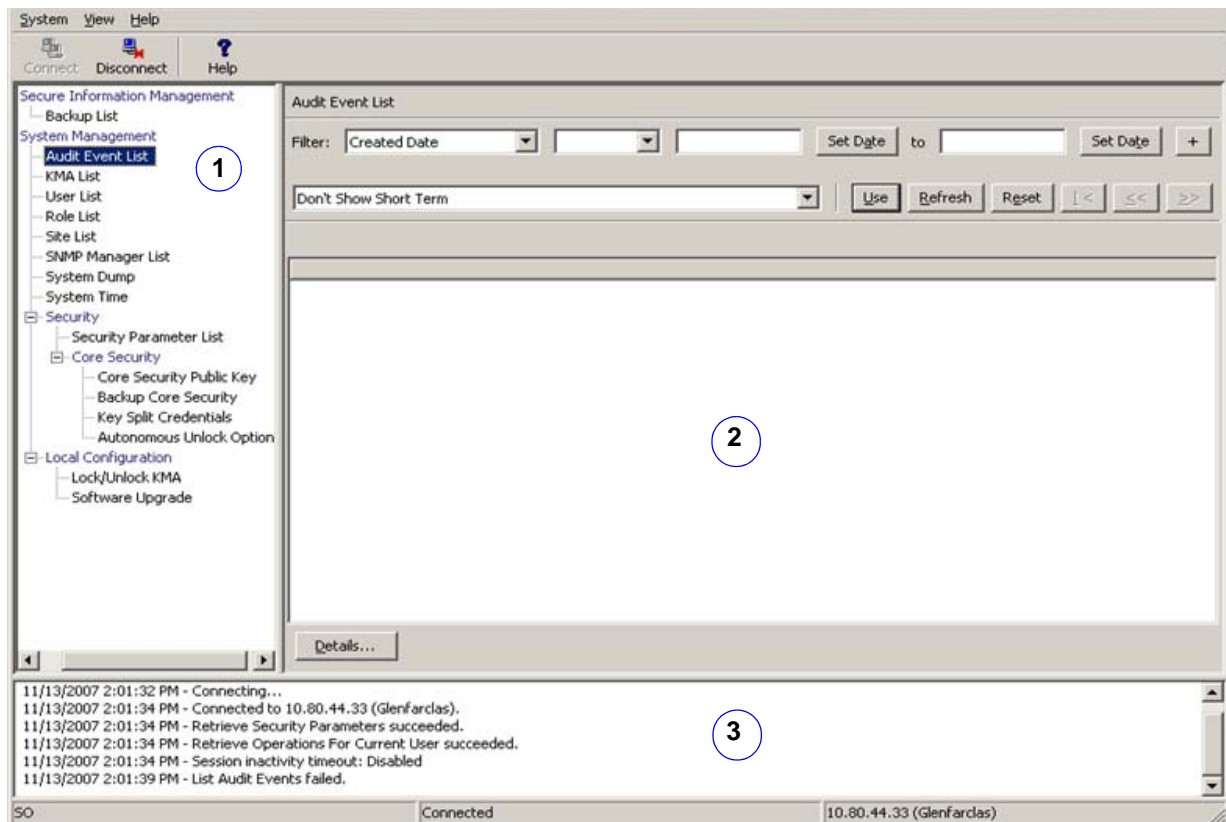 System View Help
Connect Disconnect Help
Secure Information Management
Backup List
System Management
Audit Event List
KMA List
User List
Role List
Site List
SNMP Manager List
System Dump
System Time
Security
Security Parameter List
Core Security
Core Security Public Key
Backup Core Security
Key Split Credentials
Autonomous Unlock Option
Local Configuration
Lock/Unlock KMA
Software Upgrade
1
Audit Event List
Filter: Created Date Set Date to Set Date +
Don't Show Short Term Use Refresh Reset |< << >>
2
Details...
11/13/2007 2:01:32 PM - Connecting...
11/13/2007 2:01:34 PM - Connected to 10.80.44.33 (Glenfarclas).
11/13/2007 2:01:34 PM - Retrieve Security Parameters succeeded.
11/13/2007 2:01:34 PM - Retrieve Operations For Current User succeeded.
11/13/2007 2:01:34 PM - Session inactivity timeout: Disabled
11/13/2007 2:01:39 PM - List Audit Events failed.
3
SO Connected 10.80.44.33 (Glenfarclas)